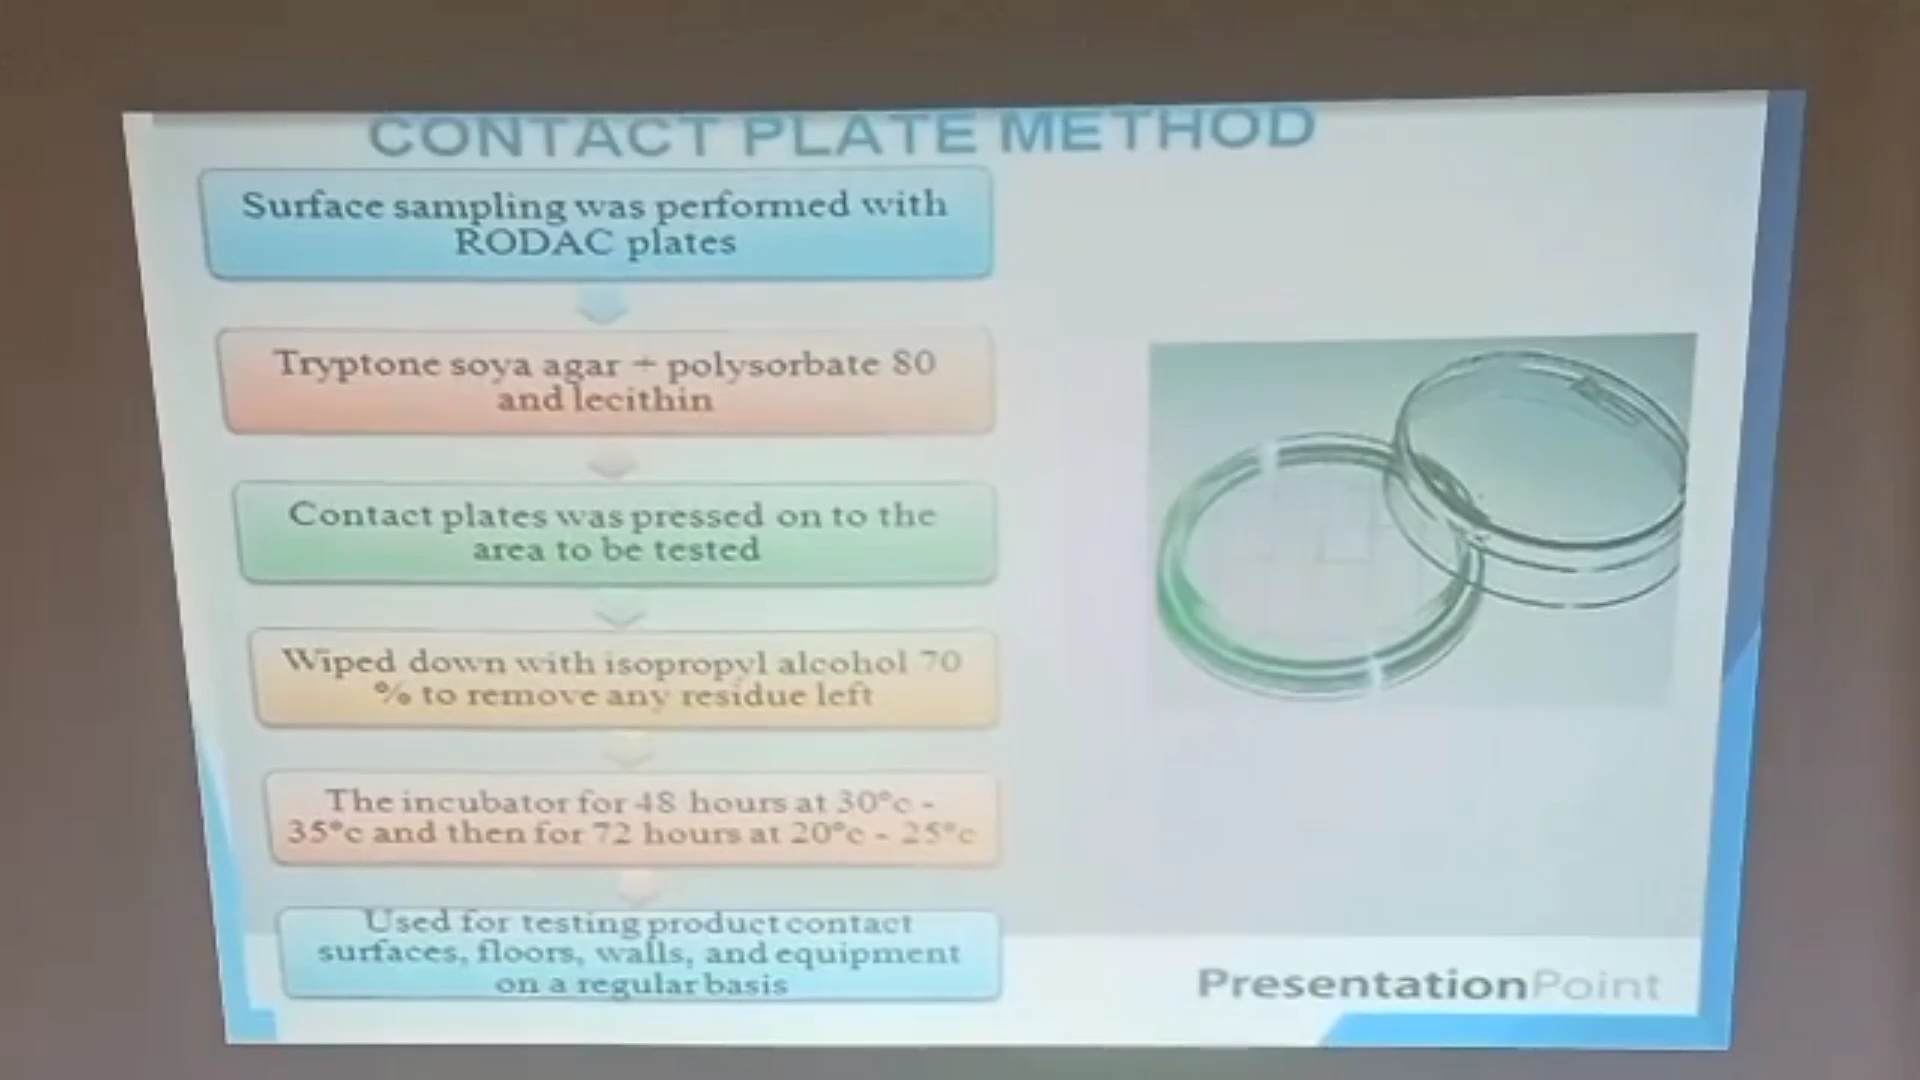 CONTACT PLATE METHOD
Surface sampling was performed with
RODAC plates
Tryptone soya agar + polysorbate 80
and lecithin
Contact plates was pressed on to the
area to be tested
Wiped down with isopropyl alcohol 70
% to remove any residue left
The incubator for 48 hours at 30°c -
35°c and then for 72 hours at 20°c - 25°c
Used for testing product contact
surfaces, floors, walls, and equipment
on a regular basis
PresentationPoint